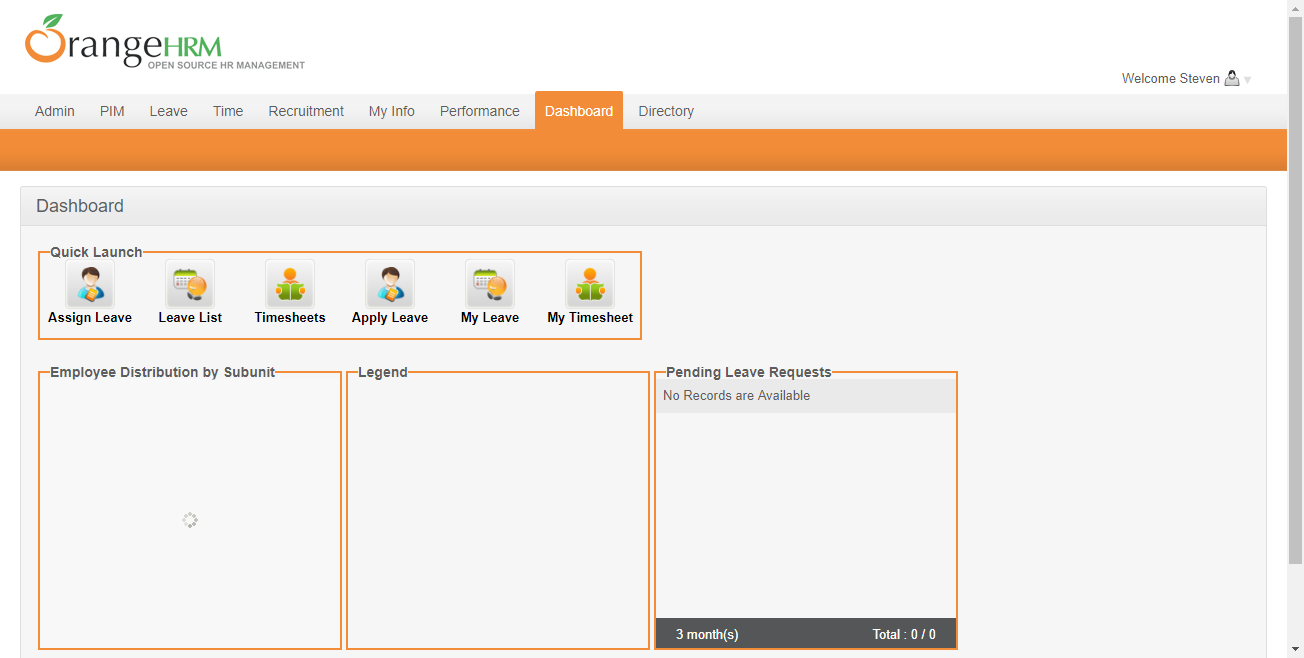 OrangeHRM
OPEN SOURCE HR MANAGEMENT
Welcome Steven
Admin PIM Leave Time Recruitment My Info Performance Dashboard Directory
Dashboard
Quick Launch
Assign Leave Leave List Timesheets Apply Leave My Leave My Timesheet
Employee Distribution by Subunit Legend Pending Leave Requests
No Records are Available
3 month(s) Total : 0 / 0